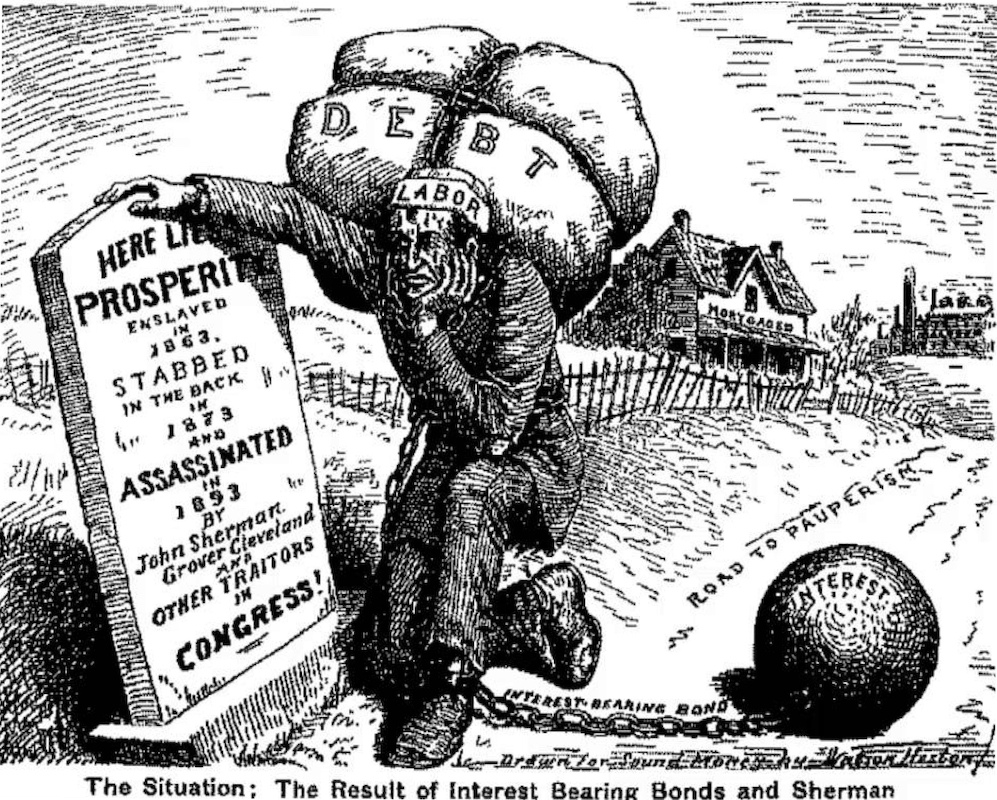 DEBT
LABOR
HERE LIE
PROSPERIT
ENSLAVED
IN
1863.
STABBED
IN THE BACK
IN
1873
AND
ASSASSINATED
IN
1893
BY
John Sherman.
Grover Cleveland
AND
OTHER TRAITORS
IN
CONGRESS!
MORTGAGED
ROAD TO PAUPERISM
INTEREST
INTEREST-BEARING BOND
Drawn for Sound Money by Watson Heston
The Situation; The Result of Interest Bearing Bonds and Sherman